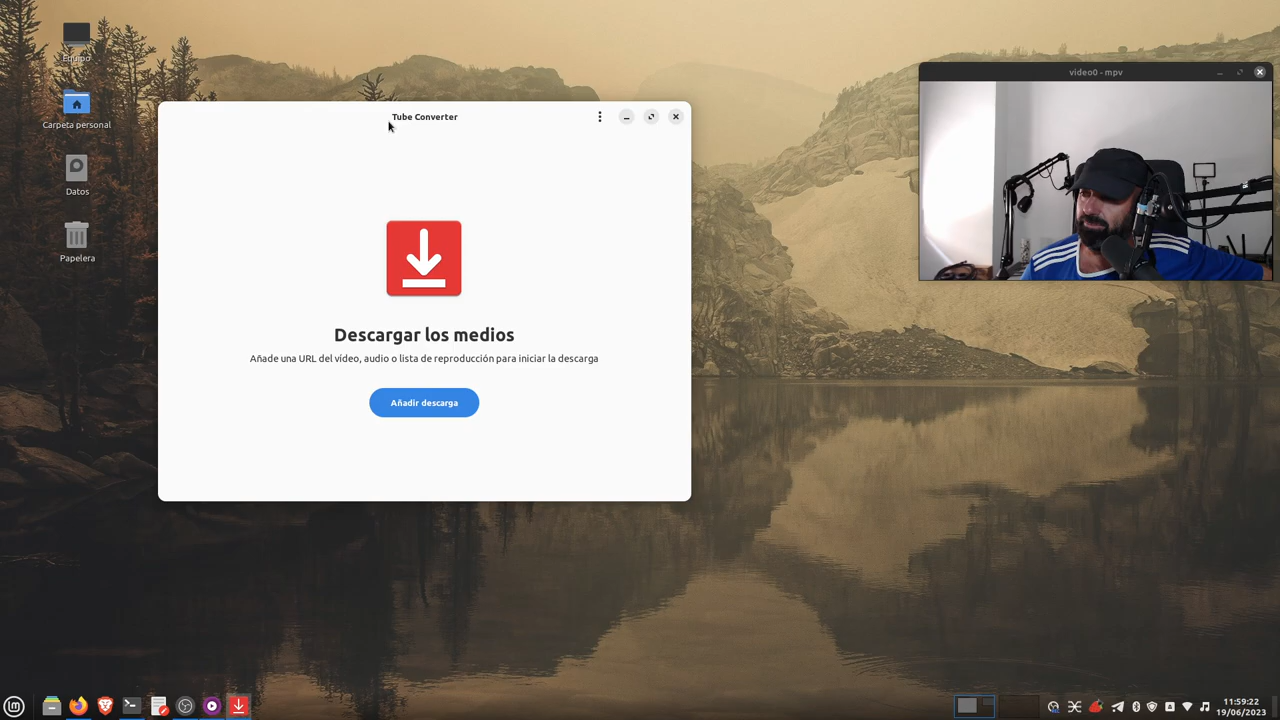 Equipo
Carpeta personal
Datos
Papelera
Tube Converter
Descargar los medios
Añade una URL del vídeo, audio o lista de reproducción para iniciar la descarga
Añadir descarga
video0 - mpv
11:59:22
19/06/2023